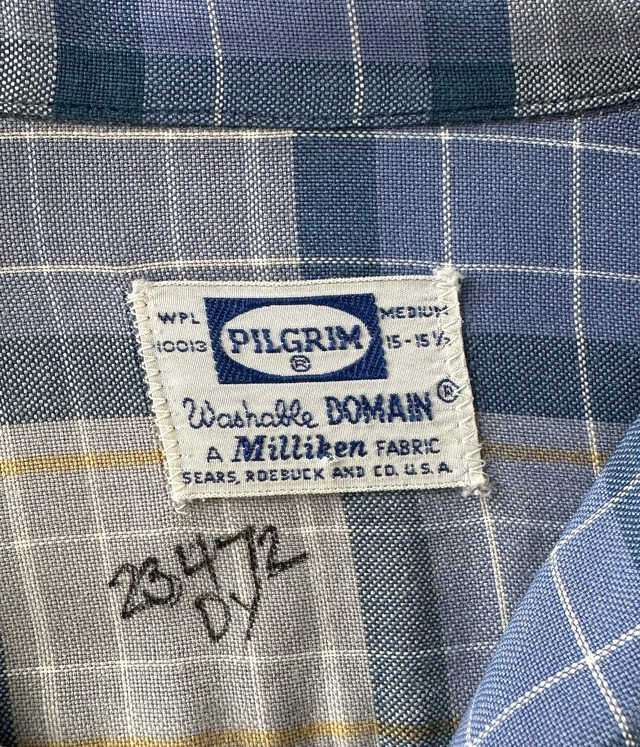 WPL
10013
PILGRIM
®
MEDIUM
15-15½
Washable DOMAIN®
A Milliken FABRIC
SEARS, ROEBUCK AND CO. U.S.A.
23472
DY